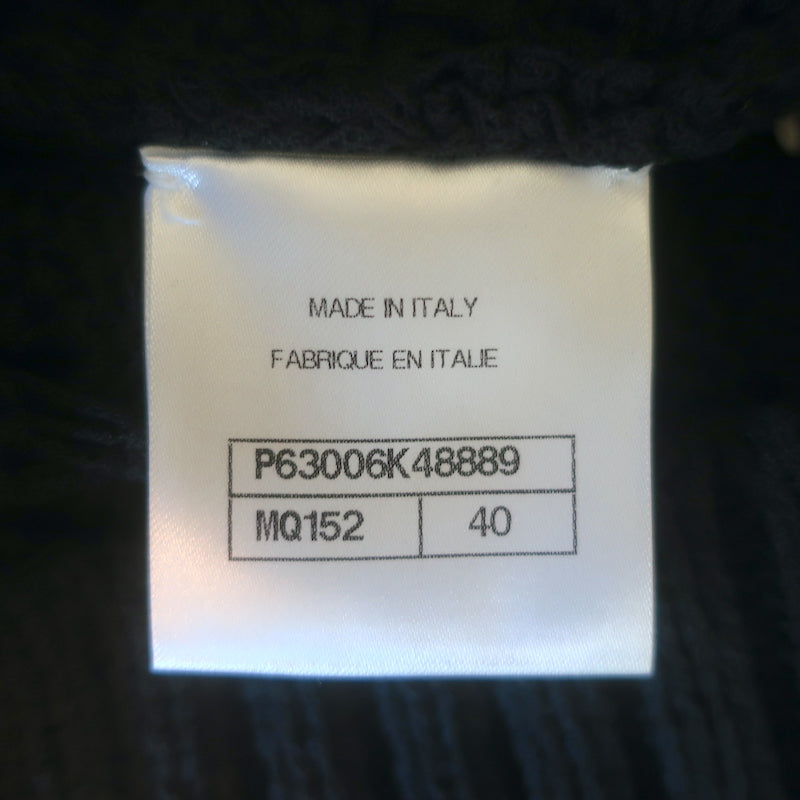 MADE IN ITALY
FABRIQUE EN ITALIE
P63006K48889
MQ152 40